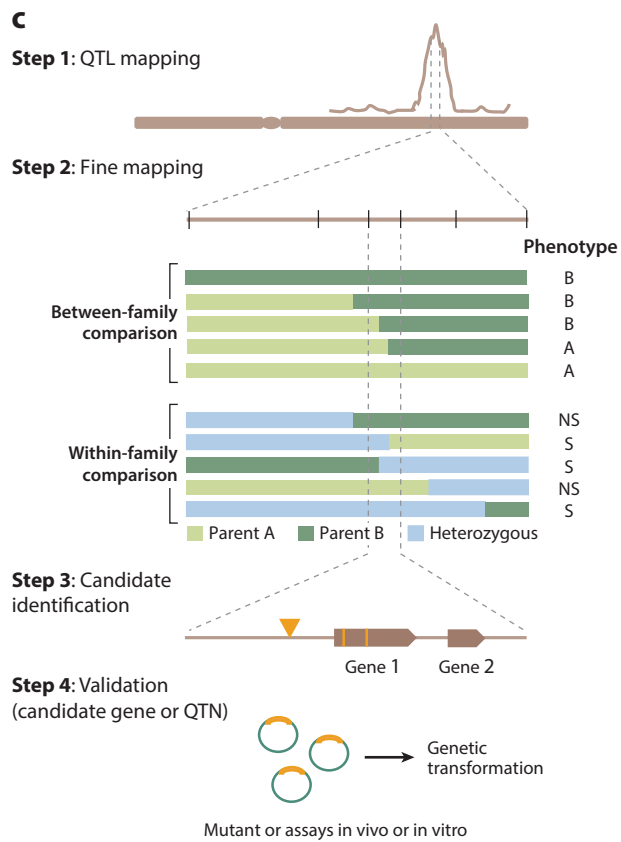 c
Step 1: QTL mapping
Step 2: Fine mapping
Phenotype
Between-family
comparison
B
B
B
A
A
Within-family
comparison
NS
S
S
NS
S
Parent A
Parent B
Heterozygous
Step 3: Candidate
identification
Gene 1
Gene 2
Step 4: Validation
(candidate gene or QTN)
Genetic
transformation
Mutant or assays in vivo or in vitro